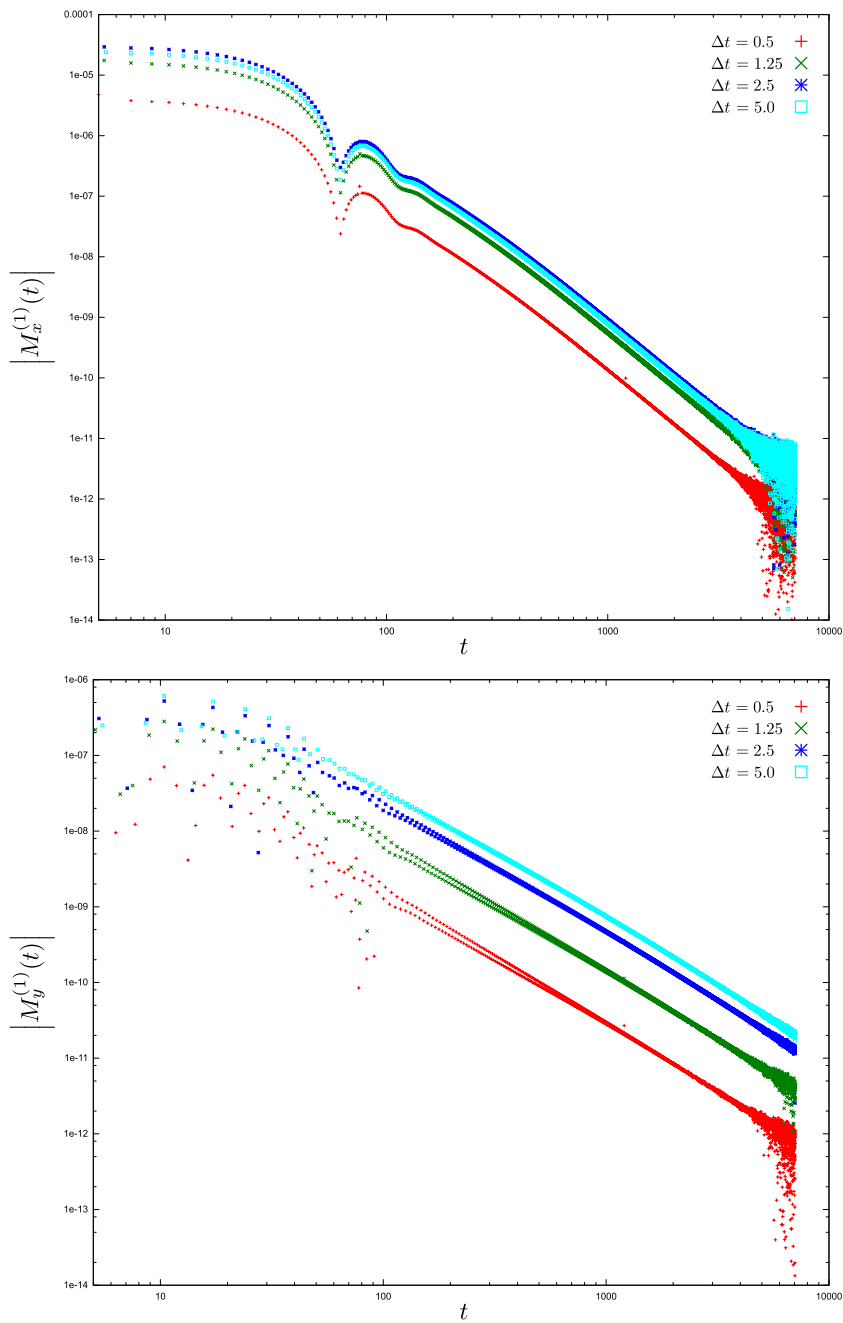 0.0001
1e-05
1e-06
1e-07
1e-08
1e-09
1e-10
1e-11
1e-12
1e-13
1e-14
|M_x^{(1)}(t)|
Δt = 0.5
Δt = 1.25
Δt = 2.5
Δt = 5.0
10 100 1000 10000
t
1e-06
1e-07
1e-08
1e-09
1e-10
1e-11
1e-12
1e-13
1e-14
|M_y^{(1)}(t)|
Δt = 0.5
Δt = 1.25
Δt = 2.5
Δt = 5.0
10 100 1000 10000
t